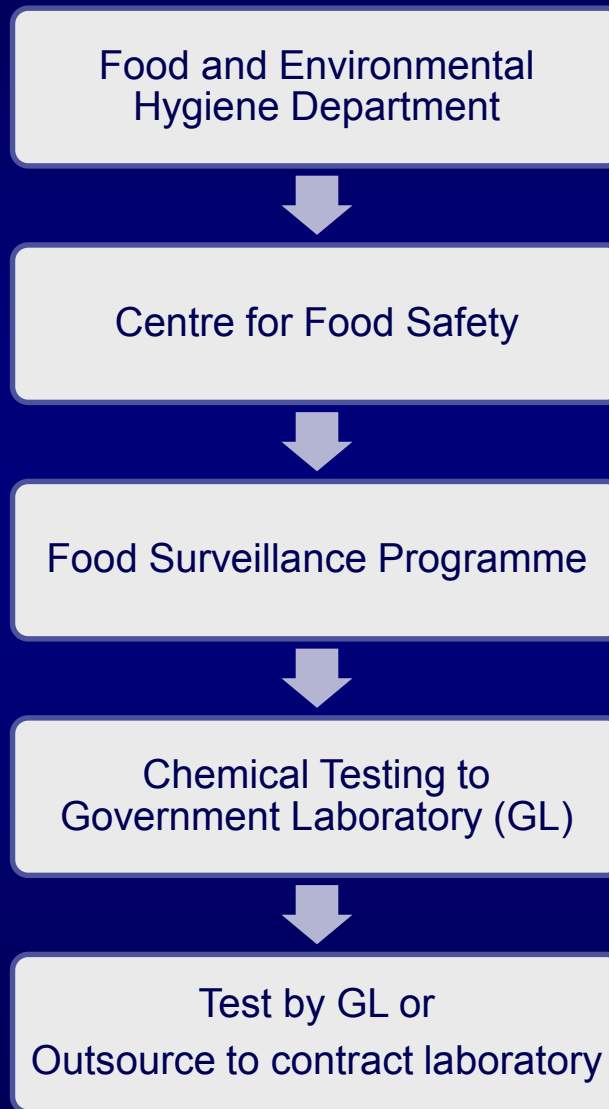 Food and Environmental
Hygiene Department
Centre for Food Safety
Food Surveillance Programme
Chemical Testing to
Government Laboratory (GL)
Test by GL or
Outsource to contract laboratory